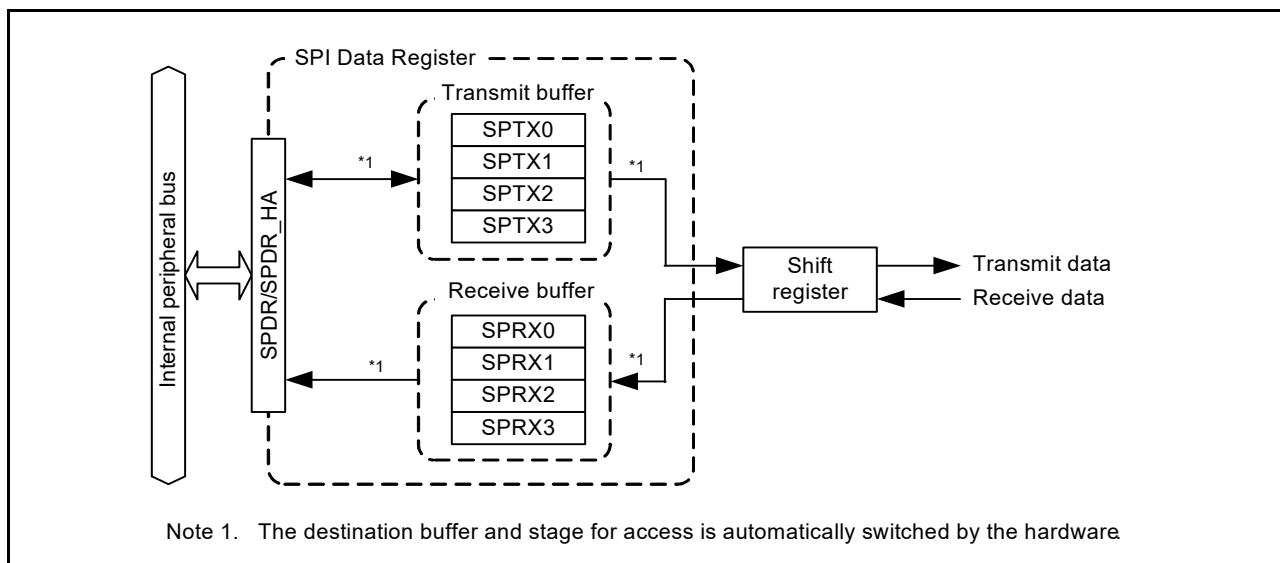 SPI Data Register
Transmit buffer
SPTX0
SPTX1
SPTX2
SPTX3
*1
*1
Internal peripheral bus
SPDR/SPDR_HA
Shift
register
Transmit data
Receive data
Receive buffer
SPRX0
SPRX1
SPRX2
SPRX3
*1
*1
Note 1. The destination buffer and stage for access is automatically switched by the hardware.